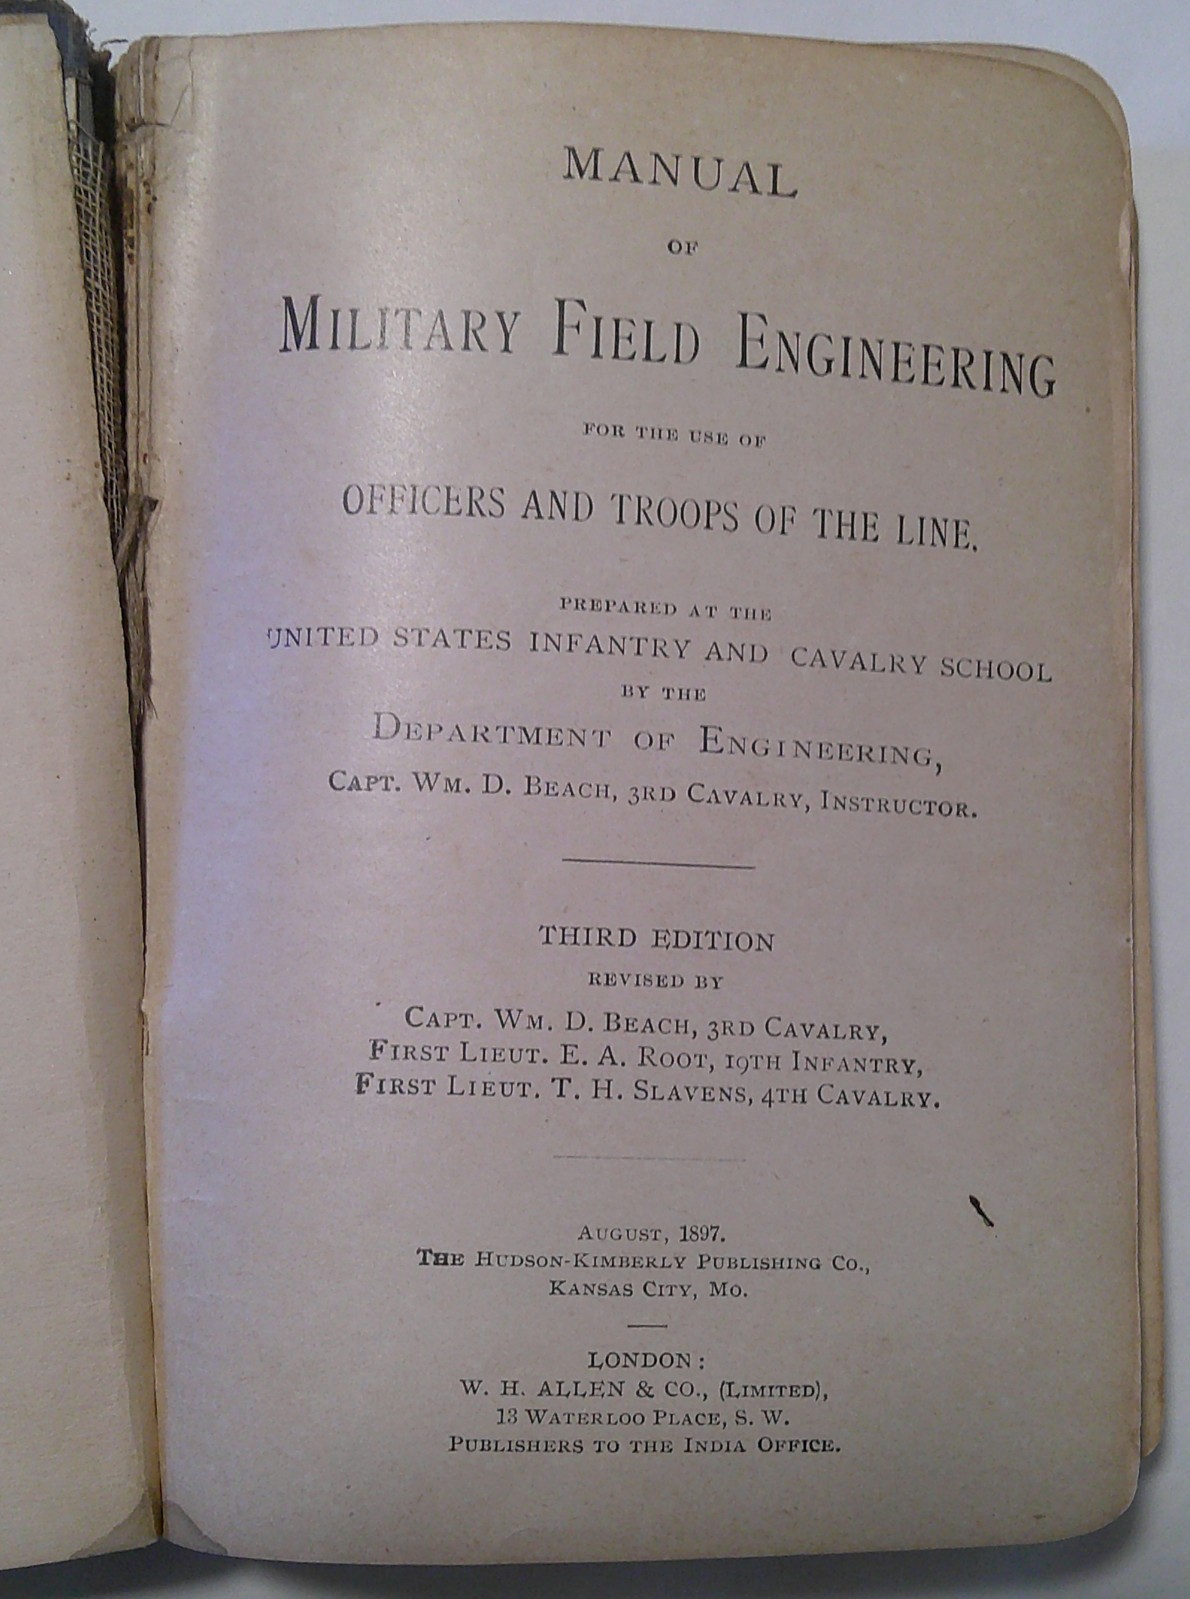 MANUAL
OF
MILITARY FIELD ENGINEERING
FOR THE USE OF
OFFICERS AND TROOPS OF THE LINE.
PREPARED AT THE
UNITED STATES INFANTRY AND CAVALRY SCHOOL
BY THE
DEPARTMENT OF ENGINEERING,
CAPT. WM. D. BEACH, 3RD CAVALRY, INSTRUCTOR.
THIRD EDITION
REVISED BY
CAPT. WM. D. BEACH, 3RD CAVALRY,
FIRST LIEUT. E. A. ROOT, 19TH INFANTRY,
FIRST LIEUT. T. H. SLAVENS, 4TH CAVALRY.
AUGUST, 1897.
THE HUDSON-KIMBERLY PUBLISHING CO.,
KANSAS CITY, MO.
LONDON:
W. H. ALLEN & CO., (LIMITED),
13 WATERLOO PLACE, S. W.
PUBLISHERS TO THE INDIA OFFICE.